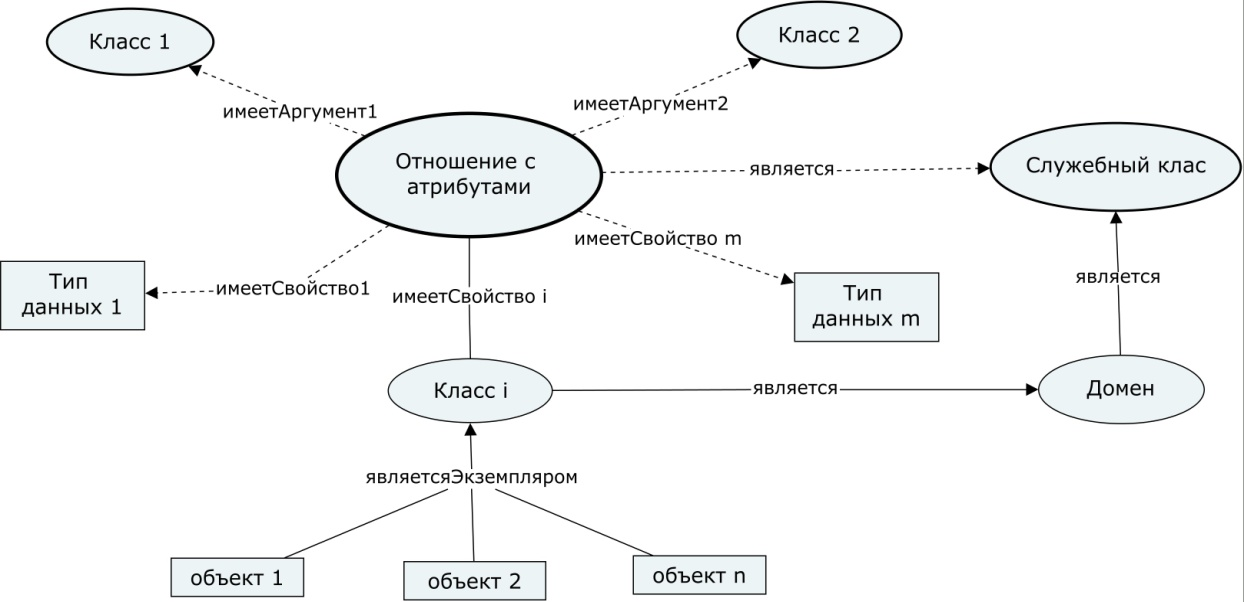 Класс 1
Класс 2
имеетАргумент1
имеетАргумент2
Отношение с
атрибутами
является
Служебный клас
имеетСвойство m
Тип
данных 1
имеетСвойство1
имеетСвойство i
Тип
данных m
является
Класс i
является
Домен
являетсяЭкземпляром
объект 1
объект 2
объект n